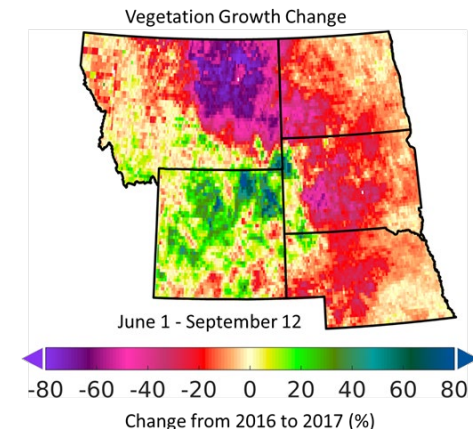 Vegetation Growth Change
June 1 - September 12
-80 -60 -40 -20 0 20 40 60 80
Change from 2016 to 2017 (%)